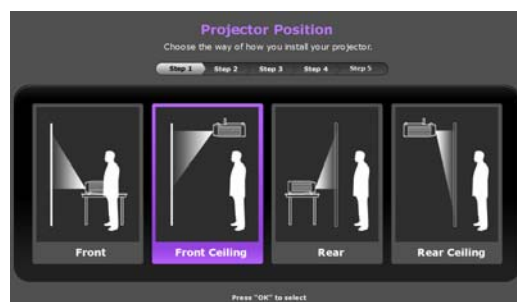 Projector Position
Choose the way of how you install your projector.
Step 1 Step 2 Step 3 Step 4 Step 5
Front Front Ceiling Rear Rear Ceiling
Press "OK" to select